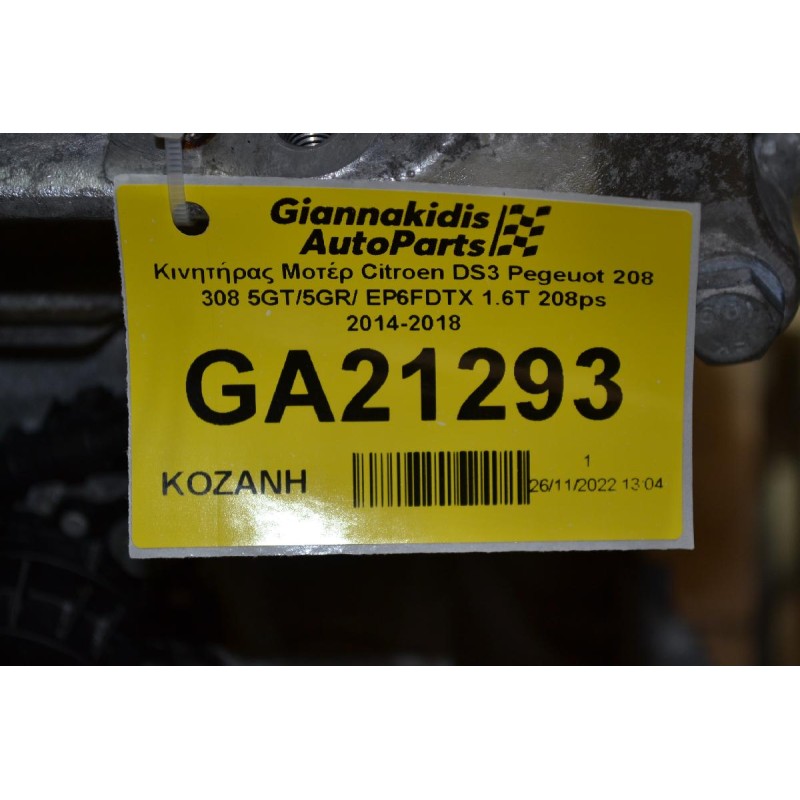 Giannakidis
AutoParts
Κινητήρας Μοτέρ Citroen DS3 Pegeuot 208
308 5GT/5GR/ EP6FDTX 1.6T 208ps
2014-2018
GA21293
ΚΟΖΑΝΗ
1
26/11/2022 13:04